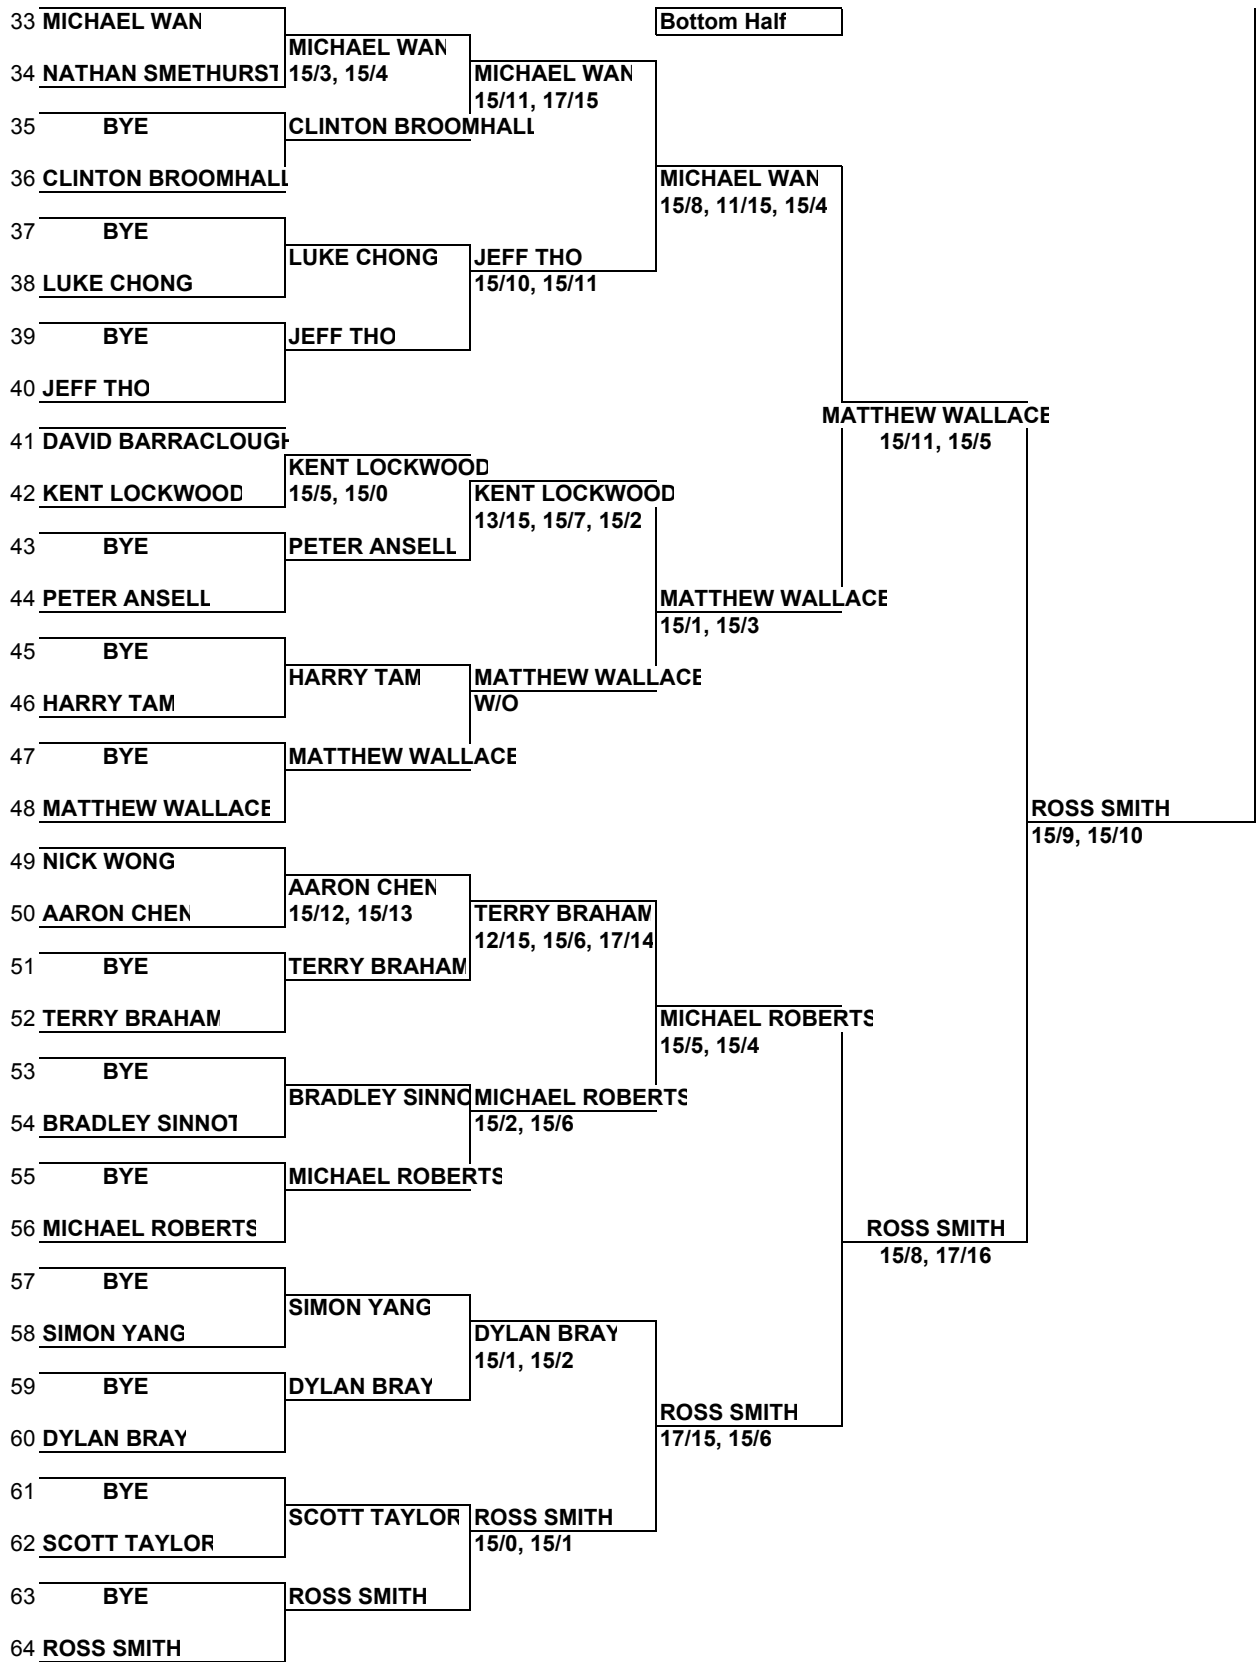 33 MICHAEL WAN
Bottom Half
MICHAEL WAN
34 NATHAN SMETHURST
15/3, 15/4
MICHAEL WAN
15/11, 17/15
35 BYE
CLINTON BROOMHALL
36 CLINTON BROOMHALL
MICHAEL WAN
15/8, 11/15, 15/4
37 BYE
LUKE CHONG
JEFF THO
38 LUKE CHONG
15/10, 15/11
39 BYE
JEFF THO
40 JEFF THO
MATTHEW WALLACE
41 DAVID BARRACLOUGH
15/11, 15/5
KENT LOCKWOOD
42 KENT LOCKWOOD
15/5, 15/0
KENT LOCKWOOD
13/15, 15/7, 15/2
43 BYE
PETER ANSELL
44 PETER ANSELL
MATTHEW WALLACE
15/1, 15/3
45 BYE
HARRY TAM
MATTHEW WALLACE
46 HARRY TAM
W/O
47 BYE
MATTHEW WALLACE
48 MATTHEW WALLACE
ROSS SMITH
15/9, 15/10
49 NICK WONG
AARON CHEN
50 AARON CHEN
15/12, 15/13
TERRY BRAHAM
12/15, 15/6, 17/14
51 BYE
TERRY BRAHAM
52 TERRY BRAHAM
MICHAEL ROBERTS
15/5, 15/4
53 BYE
BRADLEY SINNO
MICHAEL ROBERTS
54 BRADLEY SINNOT
15/2, 15/6
55 BYE
MICHAEL ROBERTS
56 MICHAEL ROBERTS
ROSS SMITH
15/8, 17/16
57 BYE
SIMON YANG
58 SIMON YANG
DYLAN BRAY
15/1, 15/2
59 BYE
DYLAN BRAY
ROSS SMITH
60 DYLAN BRAY
17/15, 15/6
61 BYE
SCOTT TAYLOR
ROSS SMITH
62 SCOTT TAYLOR
15/0, 15/1
63 BYE
ROSS SMITH
64 ROSS SMITH